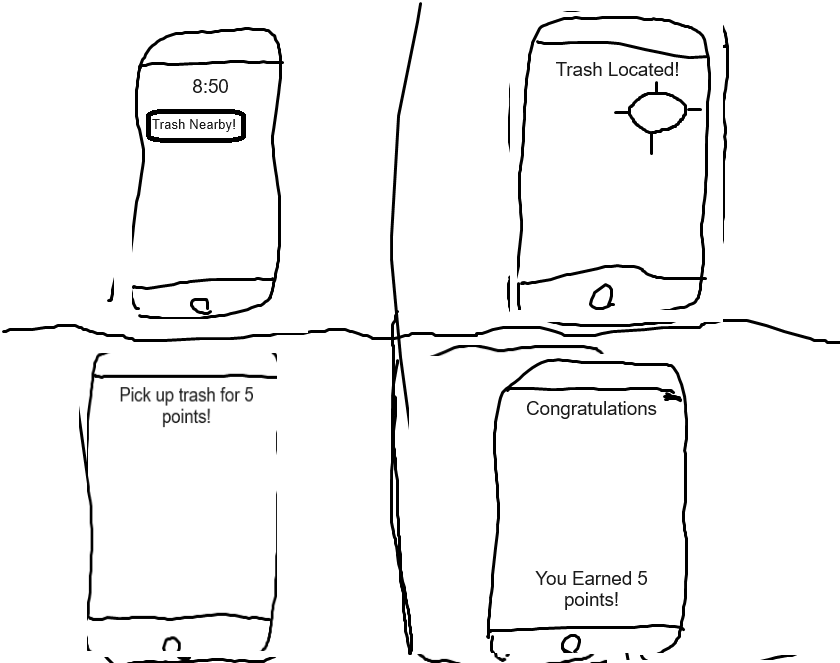 8:50
Trash Nearby!
Trash Located!
Pick up trash for 5
points!
Congratulations
You Earned 5
points!